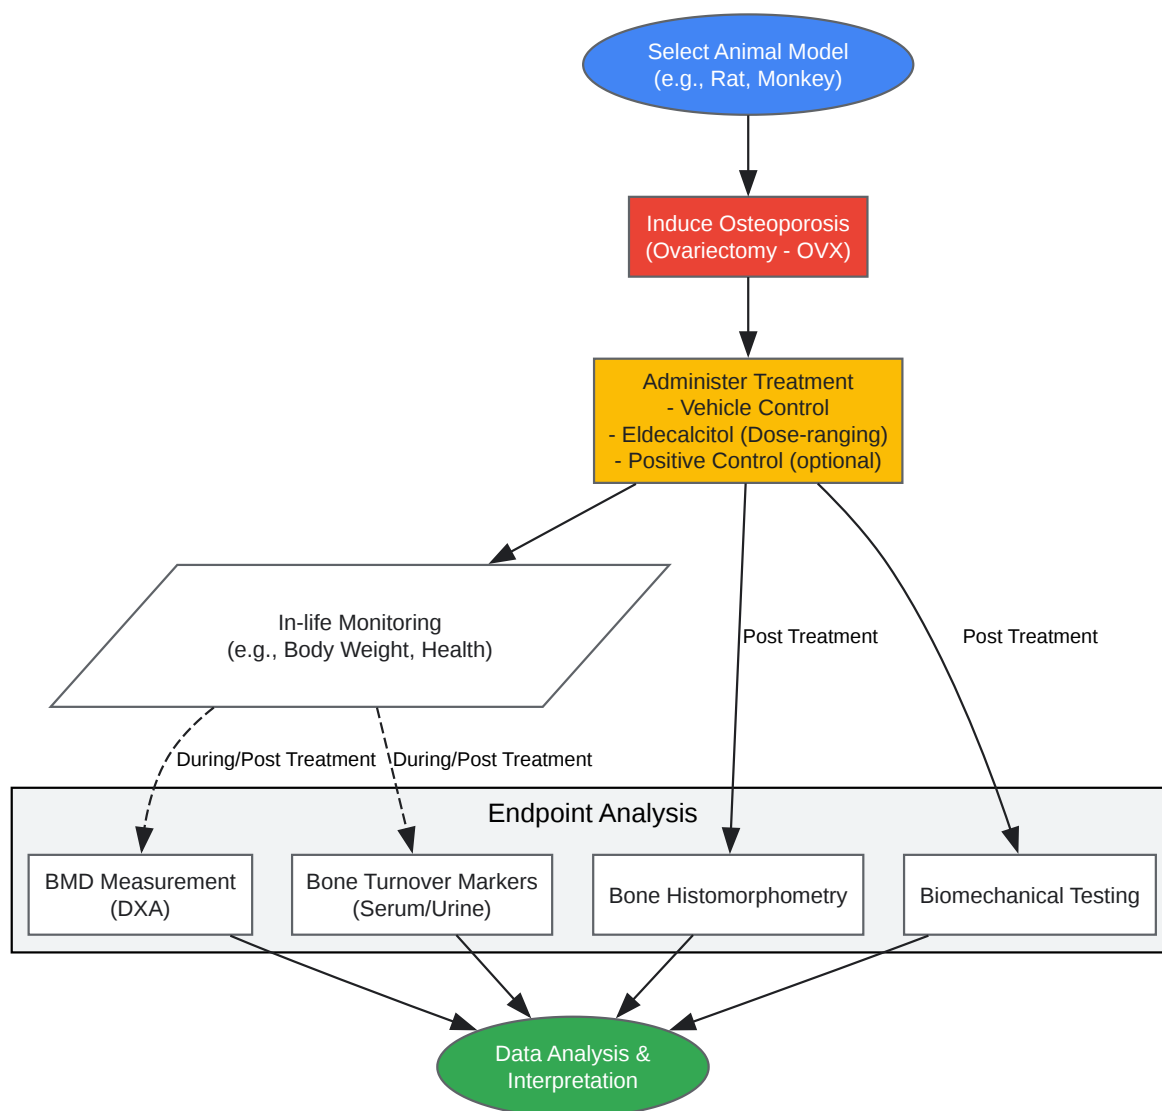 Select Animal Model
(e.g., Rat, Monkey)
Induce Osteoporosis
(Ovariectomy - OVX)
Administer Treatment
- Vehicle Control
- Eldecalcitol (Dose-ranging)
- Positive Control (optional)
In-life Monitoring
(e.g., Body Weight, Health)
Post Treatment
Post Treatment
During/Post Treatment
During/Post Treatment
Endpoint Analysis
BMD Measurement
(DXA)
Bone Turnover Markers
(Serum/Urine)
Bone Histomorphometry
Biomechanical Testing
Data Analysis &
Interpretation